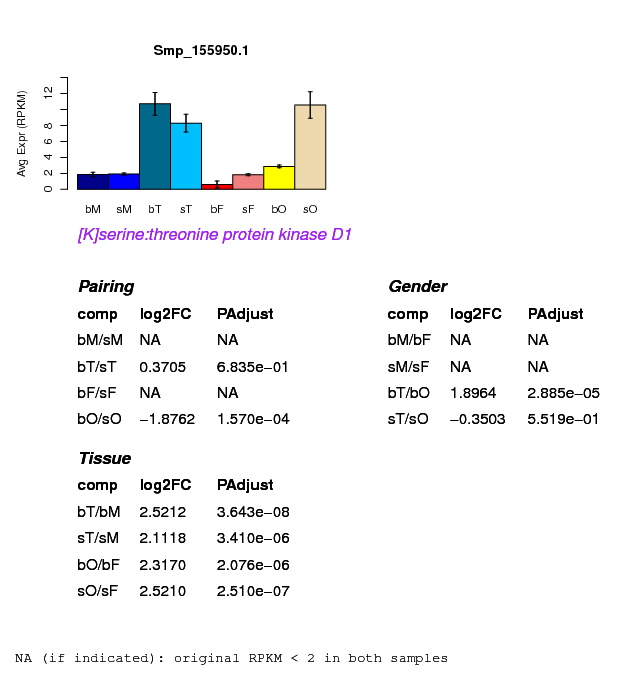 Smp_155950.1
Avg Expr (RPKM)
12
8
6
4
2
0
bM sM bT sT bF sF bO sO
[K]serine:threonine protein kinase D1
Pairing
comp log2FC PAdjust
bM/sM NA NA
bT/sT 0.3705 6.835e−01
bF/sF NA NA
bO/sO −1.8762 1.570e−04
Gender
comp log2FC PAdjust
bM/bF NA NA
sM/sF NA NA
bT/bO 1.8964 2.885e−05
sT/sO −0.3503 5.519e−01
Tissue
comp log2FC PAdjust
bT/bM 2.5212 3.643e−08
sT/sM 2.1118 3.410e−06
bO/bF 2.3170 2.076e−06
sO/sF 2.5210 2.510e−07
NA (if indicated): original RPKM < 2 in both samples